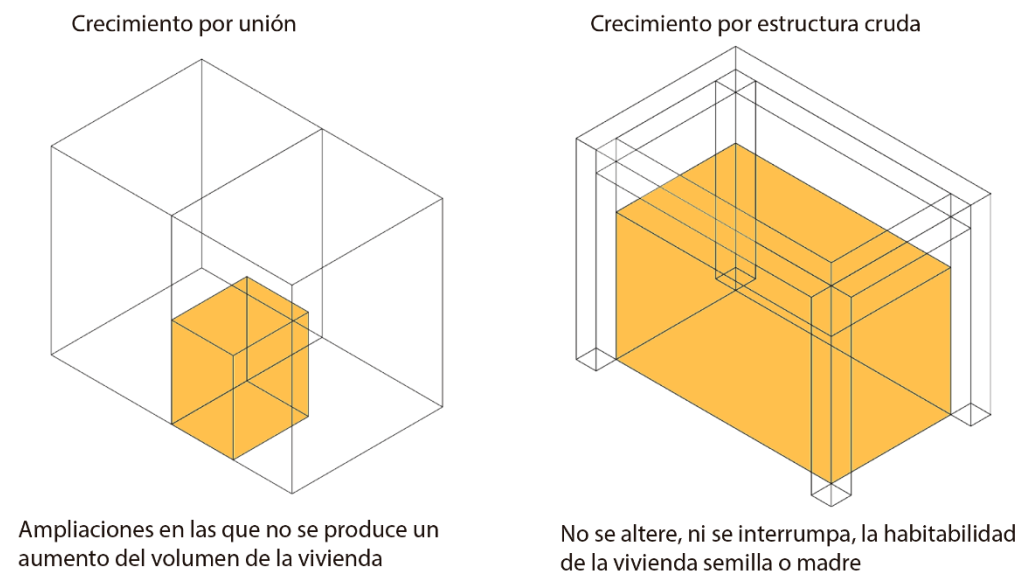 Crecimiento por unión
Crecimiento por estructura cruda
Ampliaciones en las que no se produce un
aumento del volumen de la vivienda
No se altere, ni se interrumpa, la habitabilidad
de la vivienda semilla o madre